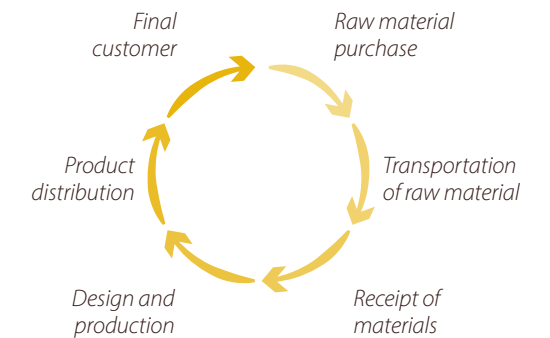 Final
customer
Raw material
purchase
Transportation
of raw material
Receipt of
materials
Design and
production
Product
distribution